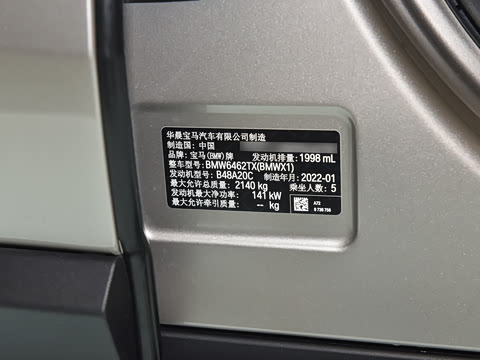 华晨宝马汽车有限公司制造
制造国：中国
品牌：宝马(BMW)牌 发动机排量：1998 mL
整车型号：BMW6462TX(BMWX1)
发动机型号：B48A20C 制造年月：2022-01
最大允许总质量：2140 kg 乘坐人数：5
发动机最大净功率：141 kW
最大允许牵引质量：-- kg
A72
9 738 758